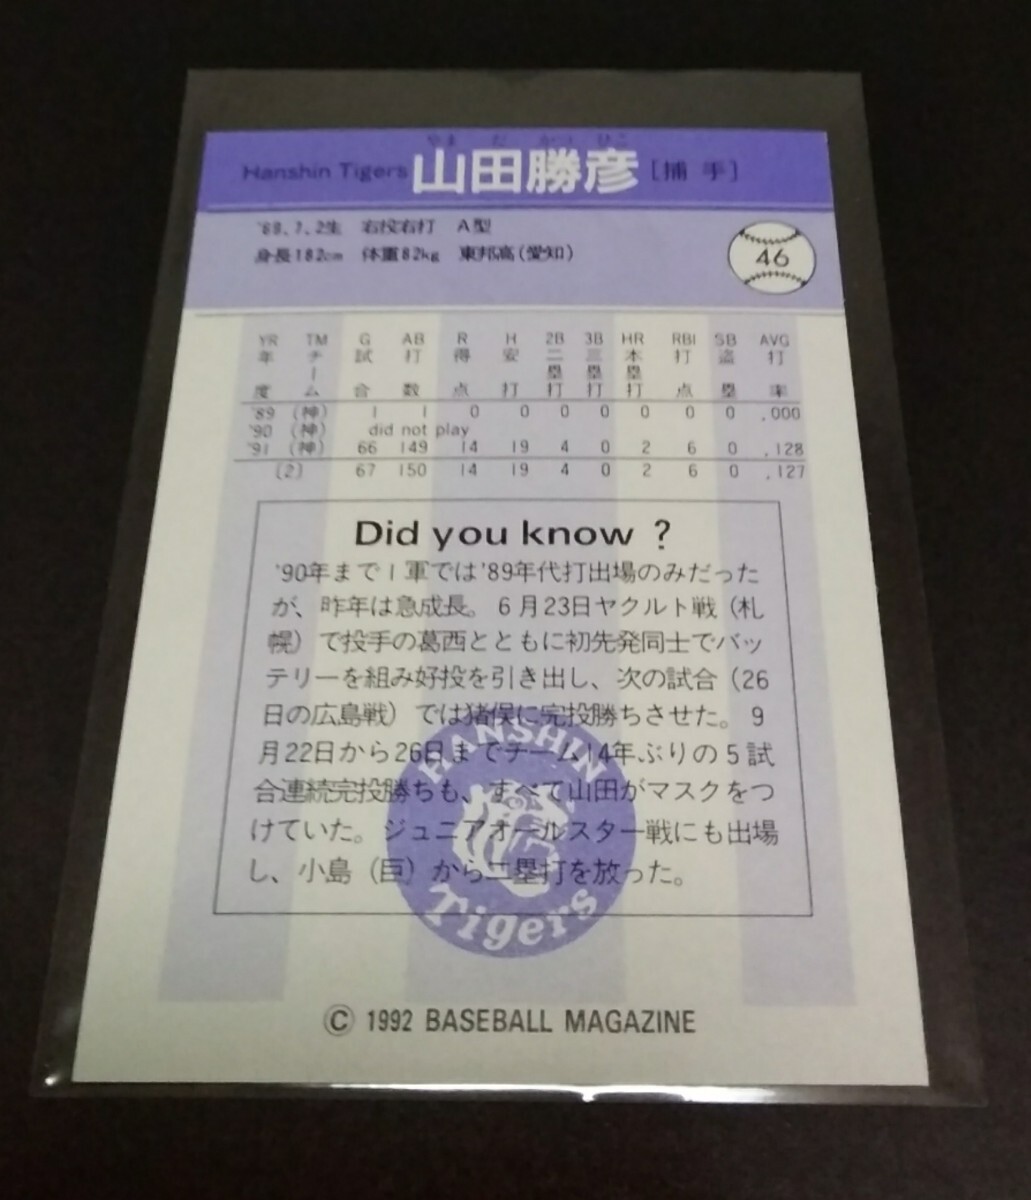 やま だ かつ ひこ
Hanshin Tigers 山田勝彦 [捕手]
'69.7.2生 右投右打 A型
身長182cm 体重82kg 東邦高(愛知)
46
YR TM G AB R H 2B 3B HR RBI SB AVG
年度 チーム 試合 打数 得点 安打 二塁打 三塁打 本塁打 打点 盗塁 打率
'89 (神) 1 1 0 0 0 0 0 0 0 .000
'90 (神) did not play
'91 (神) 66 149 14 19 4 0 2 6 0 .128
(2) 67 150 14 19 4 0 2 6 0 .127
Did you know ?
'90年まで1軍では'89年代打出場のみだった
が、昨年は急成長。6月23日ヤクルト戦(札
幌)で投手の葛西とともに初先発同士でバッ
テリーを組み好投を引き出し、次の試合(26
日の広島戦)では猪俣に完投勝ちさせた。9
月22日から26日までチーム14年ぶりの5試
合連続完投勝ちも、すべて山田がマスクをつ
けていた。ジュニアオールスター戦にも出場
し、小島(巨)から二塁打を放った。
HANSHIN
Tigers
© 1992 BASEBALL MAGAZINE